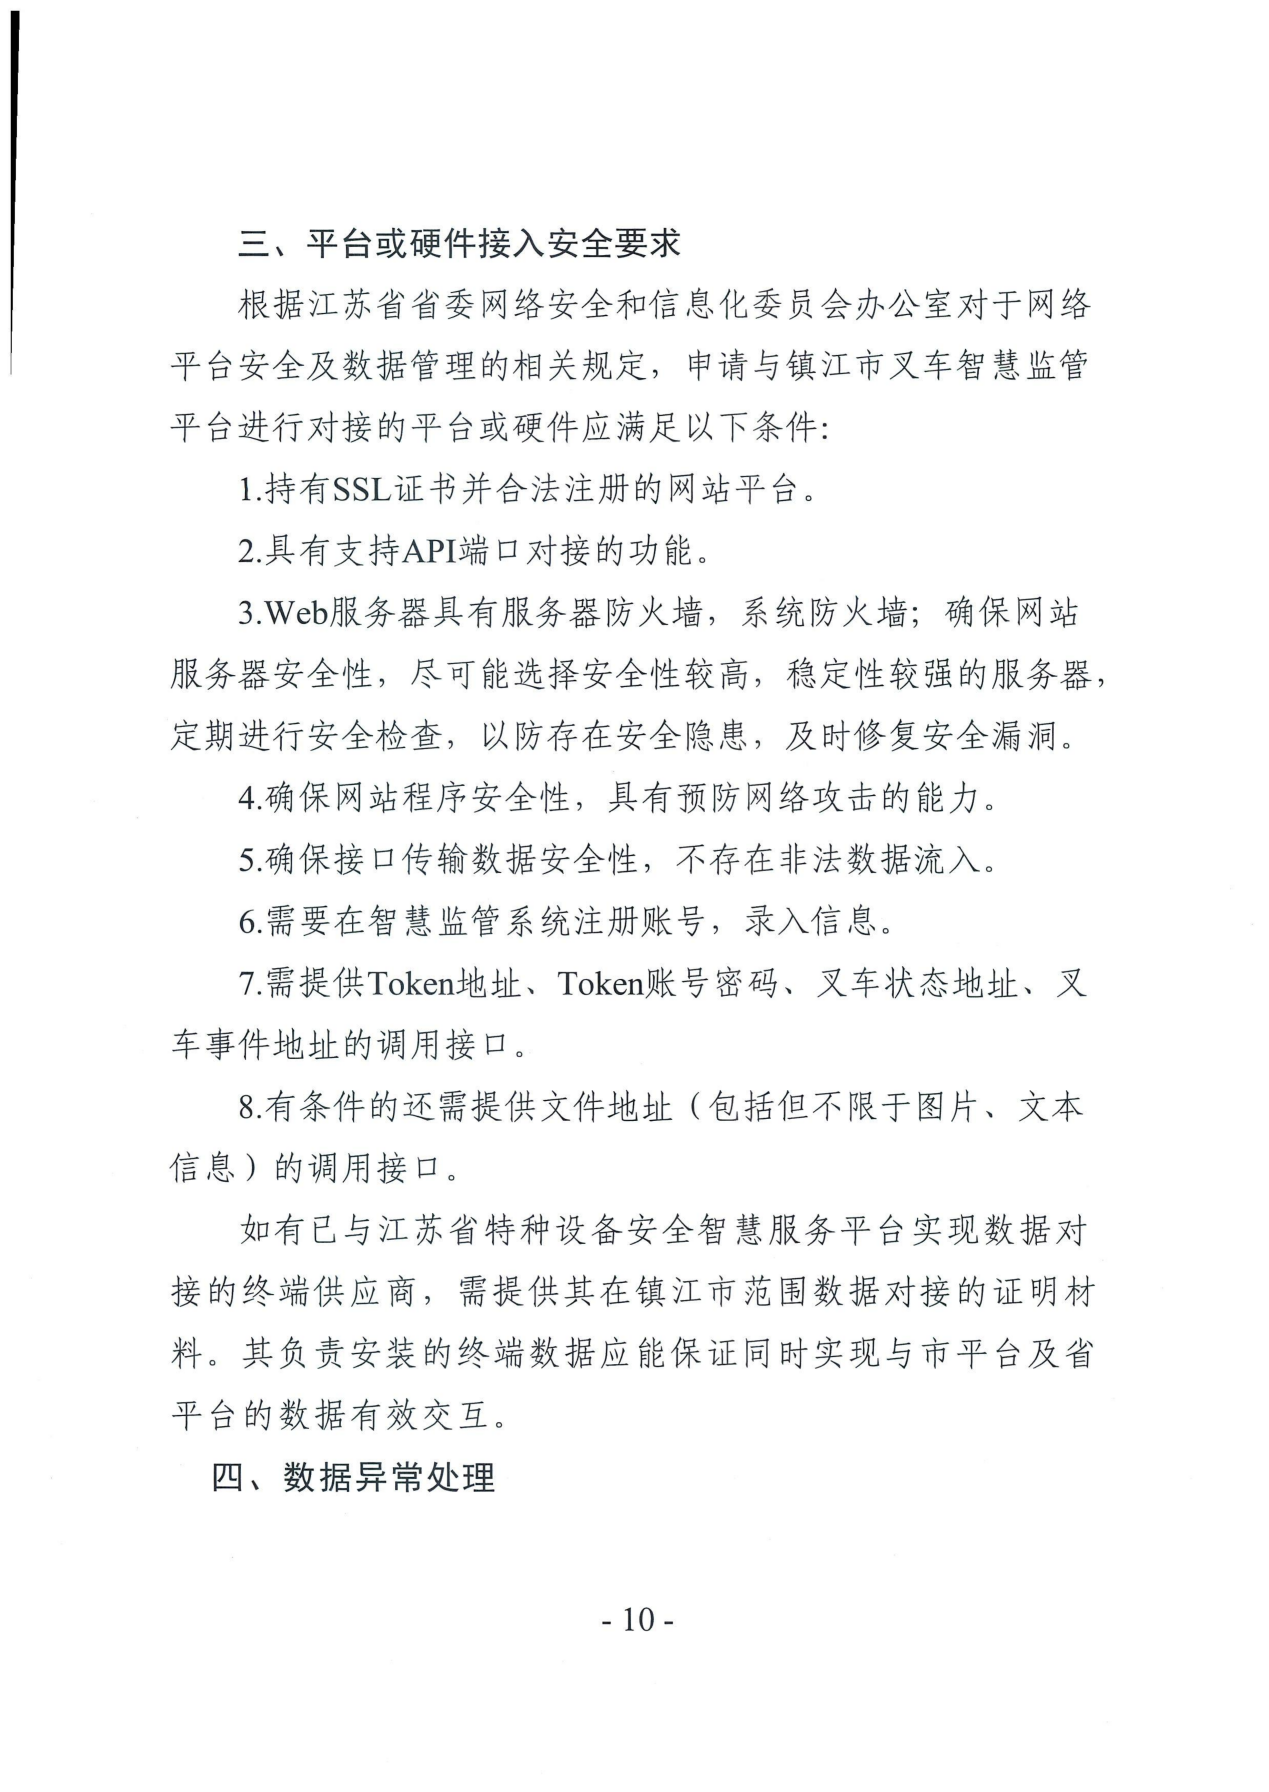 三、平台或硬件接入安全要求
根据江苏省省委网络安全和信息化委员会办公室对于网络
平台安全及数据管理的相关规定，申请与镇江市叉车智慧监管
平台进行对接的平台或硬件应满足以下条件:
1.持有SSL证书并合法注册的网站平台。
2.具有支持API端口对接的功能。
3.Web服务器具有服务器防火墙，系统防火墙；确保网站
服务器安全性，尽可能选择安全性较高，稳定性较强的服务器，
定期进行安全检查，以防存在安全隐患，及时修复安全漏洞。
4.确保网站程序安全性，具有预防网络攻击的能力。
5.确保接口传输数据安全性，不存在非法数据流入。
6.需要在智慧监管系统注册账号，录入信息。
7.需提供Token地址、Token账号密码、叉车状态地址、叉
车事件地址的调用接口。
8.有条件的还需提供文件地址（包括但不限于图片、文本
信息）的调用接口。
如有已与江苏省特种设备安全智慧服务平台实现数据对
接的终端供应商，需提供其在镇江市范围数据对接的证明材
料。其负责安装的终端数据应能保证同时实现与市平台及省
平台的数据有效交互。
四、数据异常处理
- 10 -